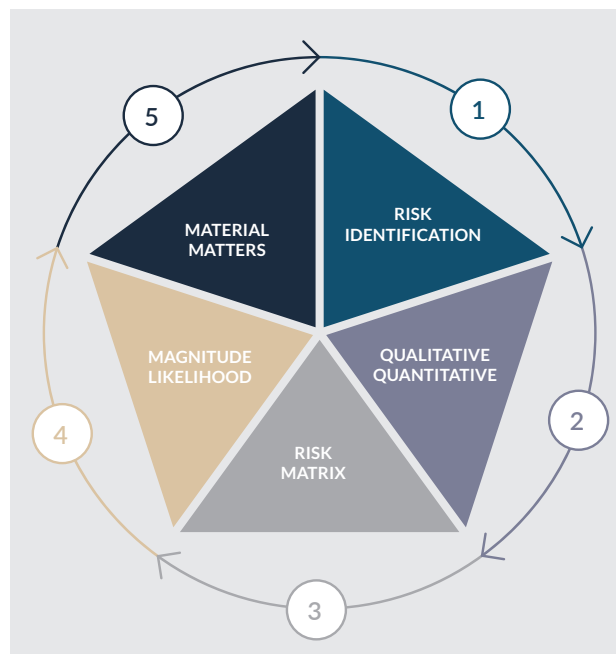 1
RISK
IDENTIFICATION
2
QUALITATIVE
QUANTITATIVE
3
RISK
MATRIX
4
MAGNITUDE
LIKELIHOOD
5
MATERIAL
MATTERS